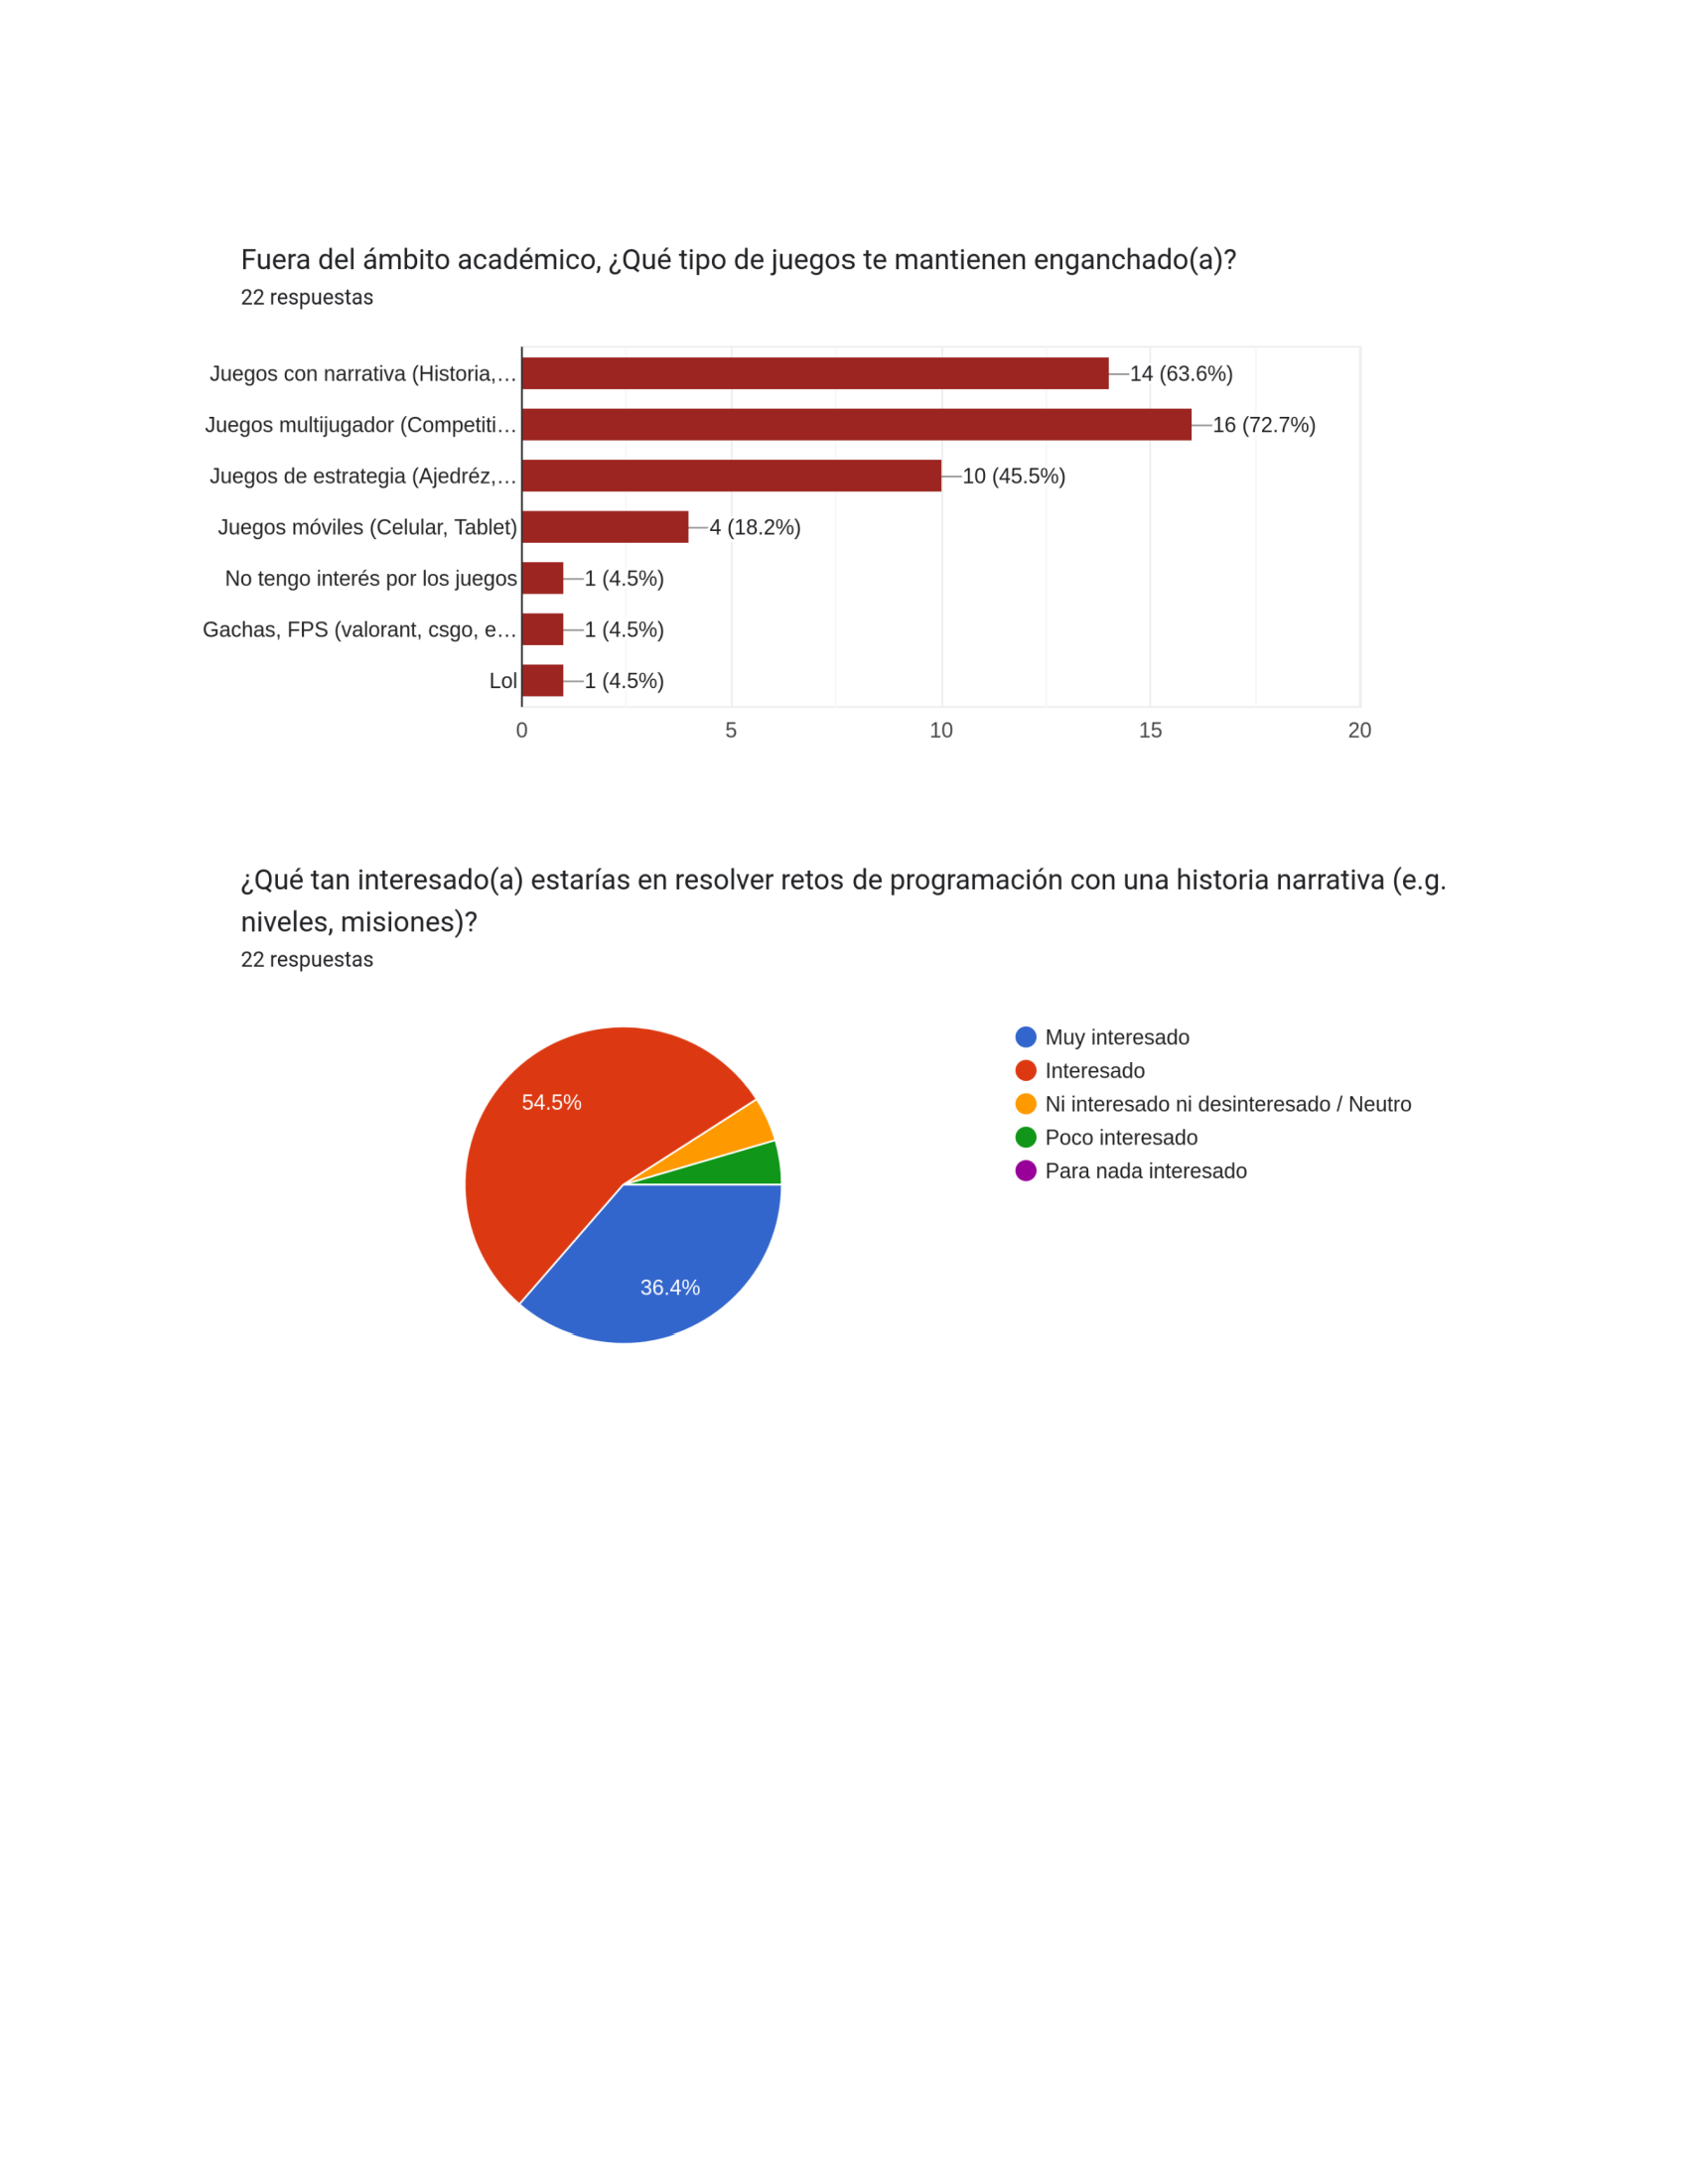 Fuera del ámbito académico, ¿Qué tipo de juegos te mantienen enganchado(a)?
22 respuestas
Juegos con narrativa (Historia,…
14 (63.6%)
Juegos multijugador (Competiti…
16 (72.7%)
Juegos de estrategia (Ajedréz,…
10 (45.5%)
Juegos móviles (Celular, Tablet)
4 (18.2%)
No tengo interés por los juegos
1 (4.5%)
Gachas, FPS (valorant, csgo, e…
1 (4.5%)
Lol
1 (4.5%)
0 5 10 15 20
¿Qué tan interesado(a) estarías en resolver retos de programación con una historia narrativa (e.g.
niveles, misiones)?
22 respuestas
54.5%
36.4%
Muy interesado
Interesado
Ni interesado ni desinteresado / Neutro
Poco interesado
Para nada interesado